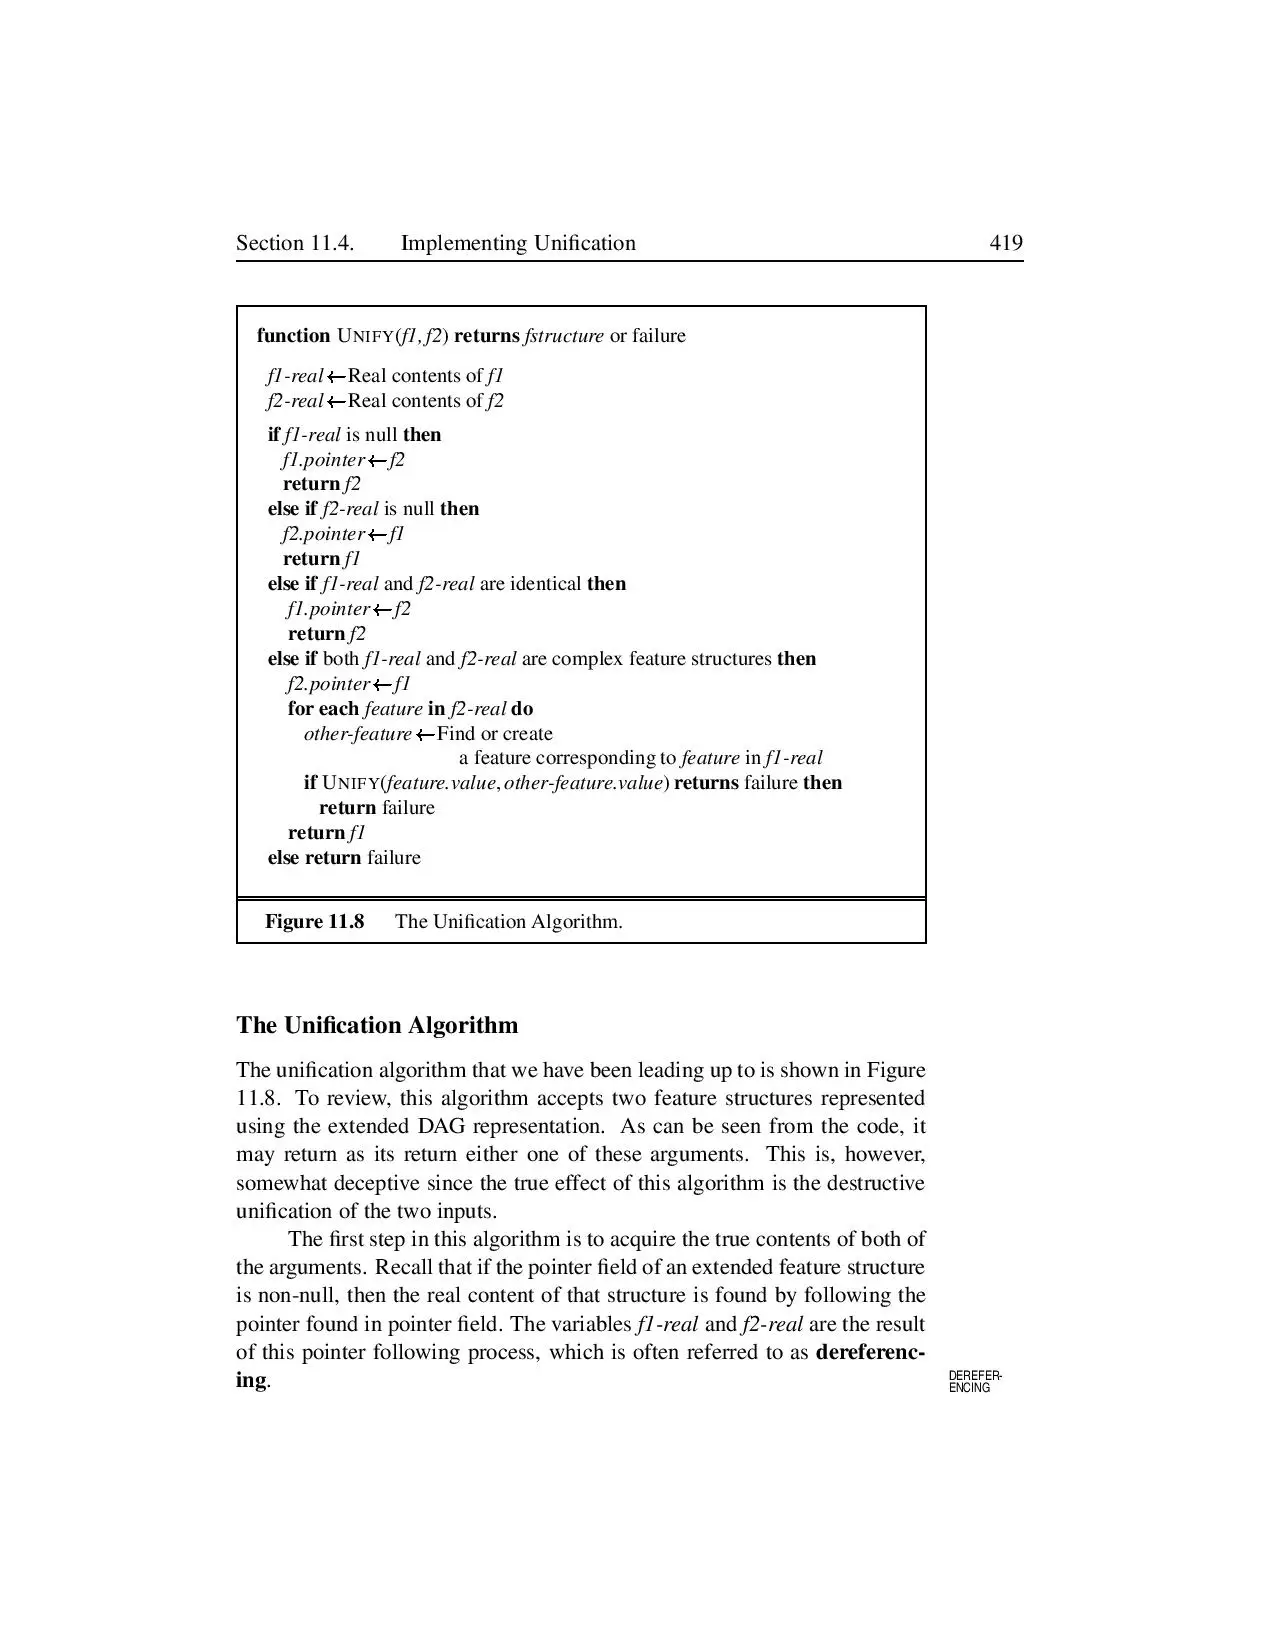 Section 11.4. Implementing Unification 419
function UNIFY(f1, f2) returns fstructure or failure
f1-real ← Real contents of f1
f2-real ← Real contents of f2
if f1-real is null then
f1.pointer ← f2
return f2
else if f2-real is null then
f2.pointer ← f1
return f1
else if f1-real and f2-real are identical then
f1.pointer ← f2
return f2
else if both f1-real and f2-real are complex feature structures then
f2.pointer ← f1
for each feature in f2-real do
other-feature ← Find or create
a feature corresponding to feature in f1-real
if UNIFY(feature.value, other-feature.value) returns failure then
return failure
return f1
else return failure
Figure 11.8 The Unification Algorithm.
The Unification Algorithm
The unification algorithm that we have been leading up to is shown in Figure
11.8. To review, this algorithm accepts two feature structures represented
using the extended DAG representation. As can be seen from the code, it
may return as its return either one of these arguments. This is, however,
somewhat deceptive since the true effect of this algorithm is the destructive
unification of the two inputs.
The first step in this algorithm is to acquire the true contents of both of
the arguments. Recall that if the pointer field of an extended feature structure
is non-null, then the real content of that structure is found by following the
pointer found in pointer field. The variables f1-real and f2-real are the result
of this pointer following process, which is often referred to as dereferenc-
ing.
DEREFER-
ENCING